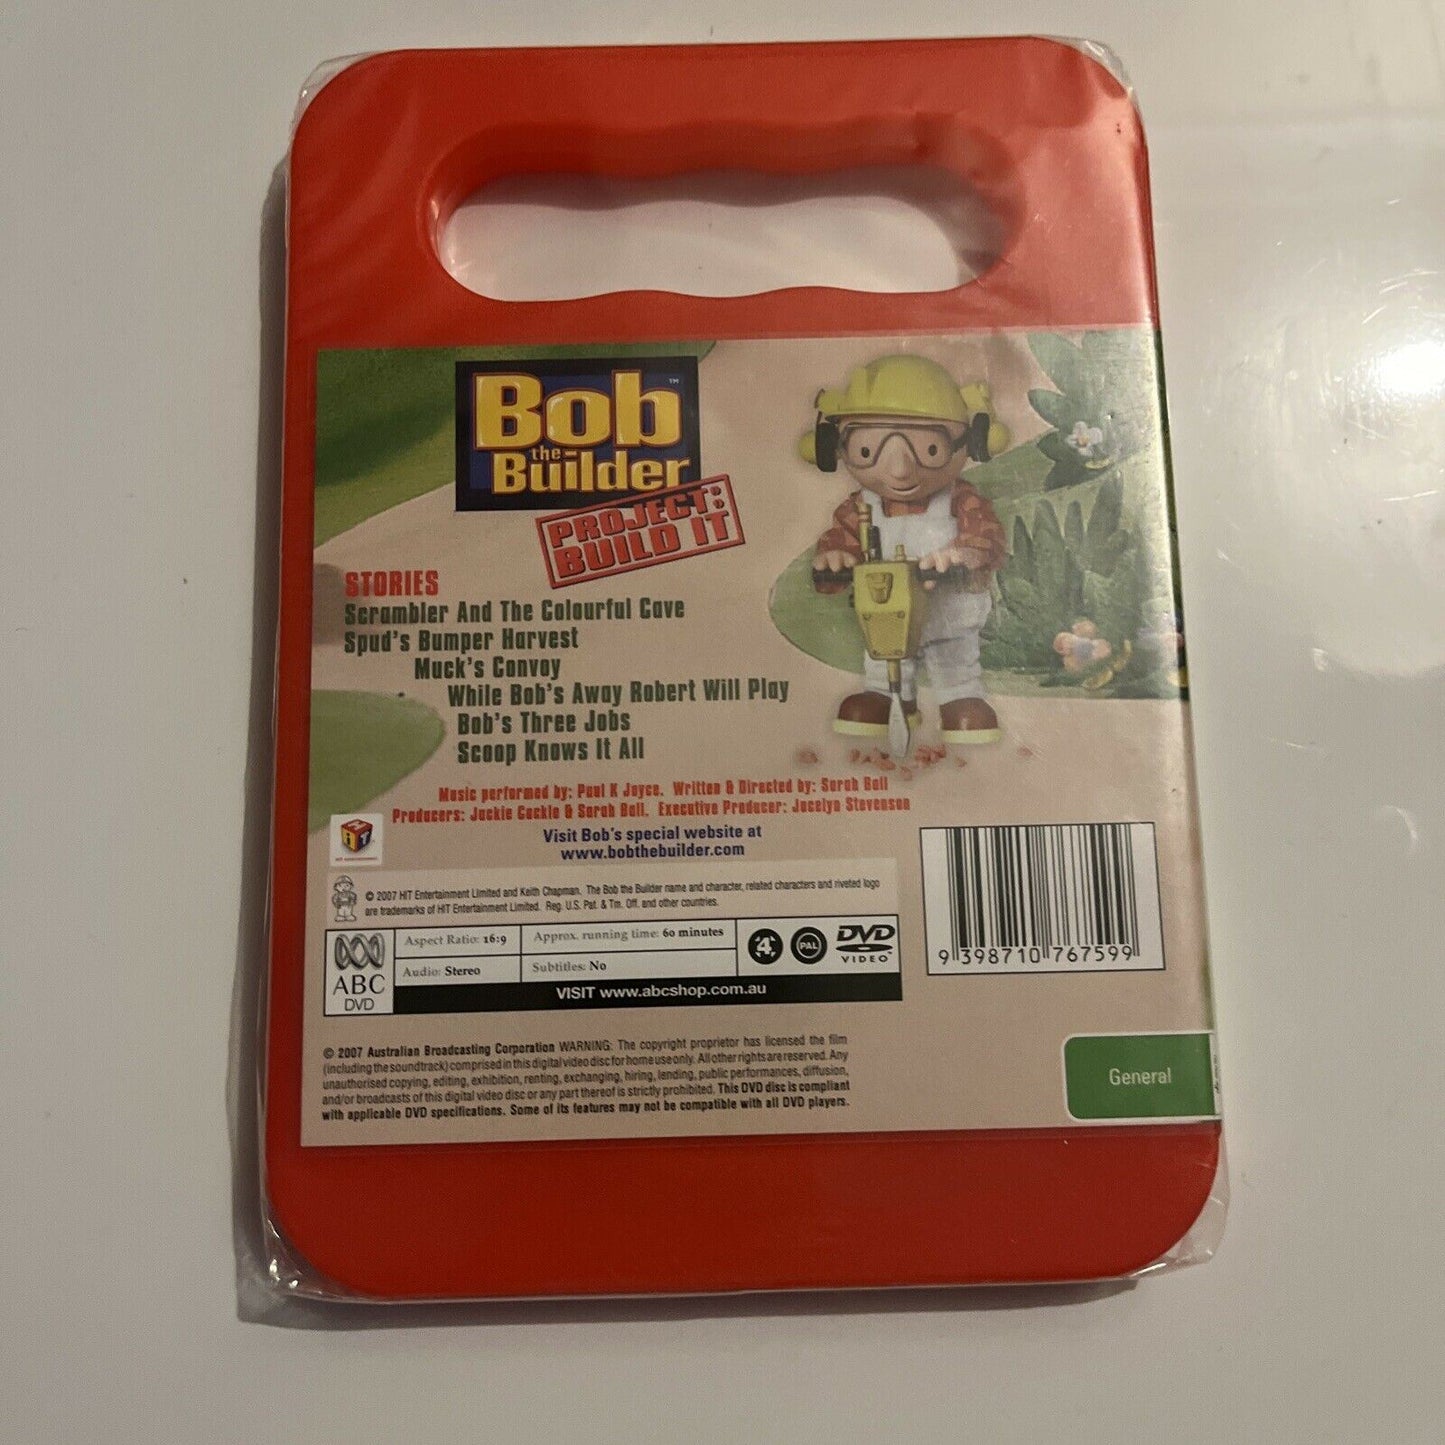 Bob™
the
Builder
PROJECT:
BUILD IT
STORIES
Scrambler And The Colourful Cave
Spud's Bumper Harvest
Muck's Convoy
While Bob's Away Robert Will Play
Bob's Three Jobs
Scoop Knows It All
Music performed by: Paul K Joyce. Written & Directed by: Sarah Ball
Producers: Jackie Cockle & Sarah Ball. Executive Producer: Jocelyn Stevenson
Visit Bob's special website at
www.bobthebuilder.com
HiT
HiT entertainment
© 2007 HIT Entertainment Limited and Keith Chapman. The Bob the Builder name and character, related characters and riveted logo
are trademarks of HIT Entertainment Limited. Reg. U.S. Pat. & Tm. Off. and other countries.
ABC
DVD
Aspect Ratio: 16:9
Approx. running time: 60 minutes
Audio: Stereo
Subtitles: No
4
PAL
DVD
VIDEO™
VISIT www.abcshop.com.au
9 398710 767599
© 2007 Australian Broadcasting Corporation WARNING: The copyright proprietor has licensed the film
(including the soundtrack) comprised in this digital video disc for home use only. All other rights are reserved. Any
unauthorised copying, editing, exhibition, renting, exchanging, hiring, lending, public performances, diffusion,
and/or broadcasts of this digital video disc or any part thereof is strictly prohibited. This DVD disc is compliant
with applicable DVD specifications. Some of its features may not be compatible with all DVD players.
General